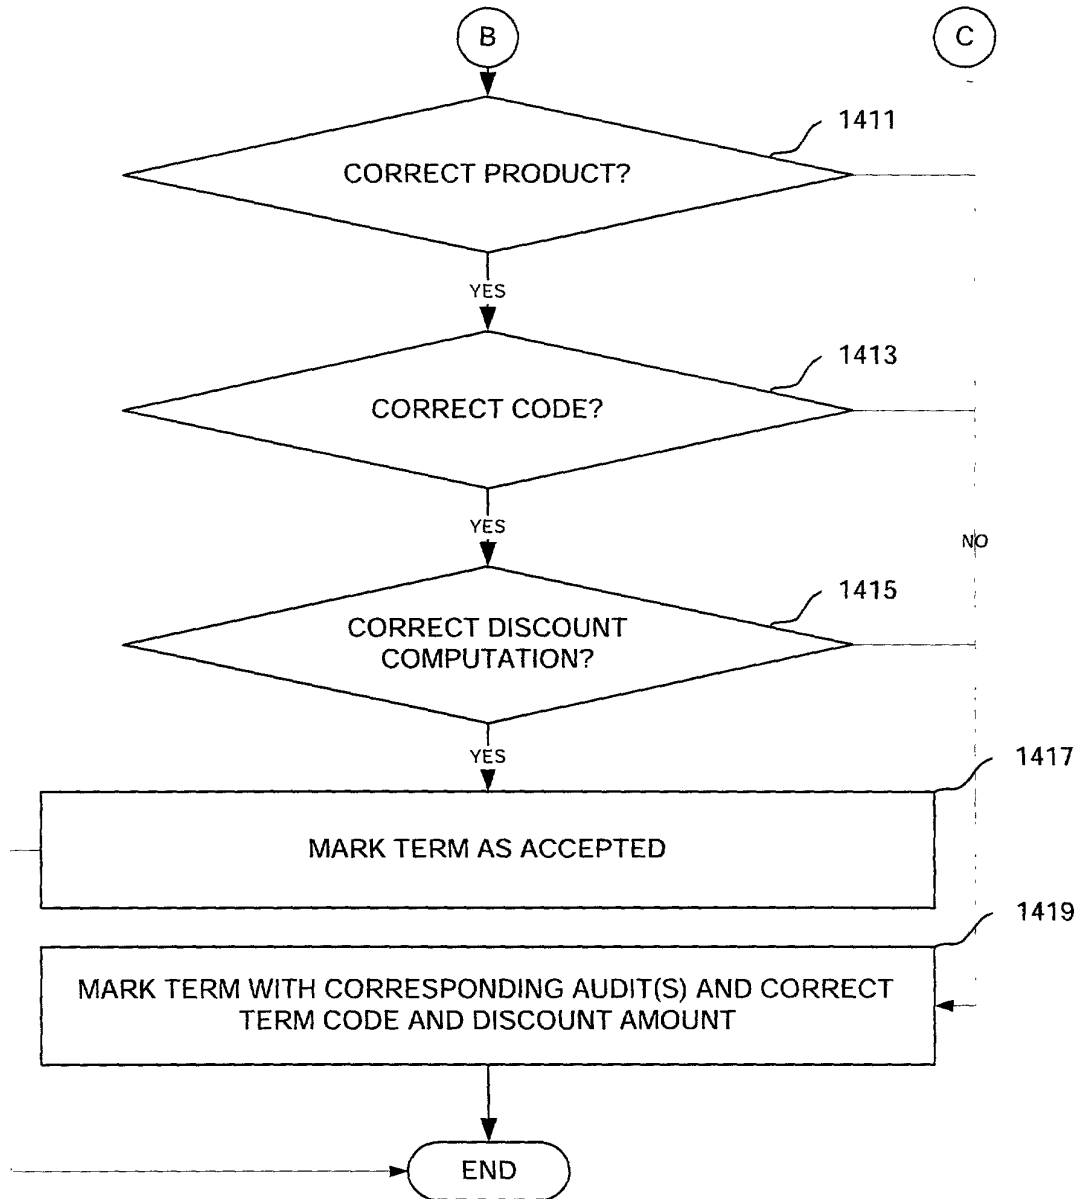 B
C
1411
CORRECT PRODUCT?
YES
1413
CORRECT CODE?
YES
NO
1415
CORRECT DISCOUNT
COMPUTATION?
YES
1417
MARK TERM AS ACCEPTED
1419
MARK TERM WITH CORRESPONDING AUDIT(S) AND CORRECT
TERM CODE AND DISCOUNT AMOUNT
END